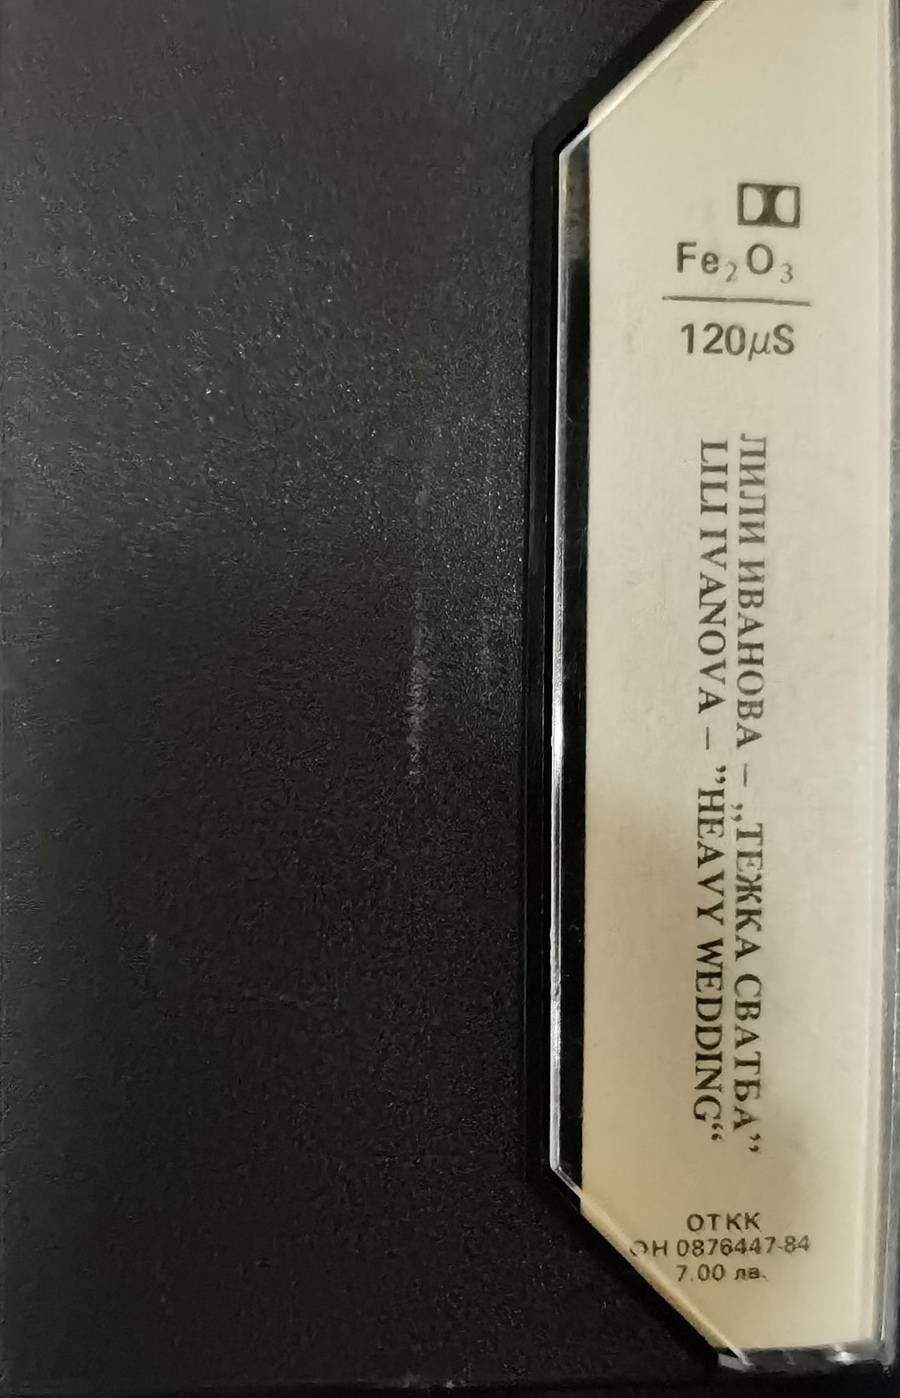 Fe₂O₃
120µS
ЛИЛИ ИВАНОВА – „ТЕЖКА СВАТБА”
LILI IVANOVA – ”HEAVY WEDDING“
ОТКК
ОН 0876447-84
7.00 лв.